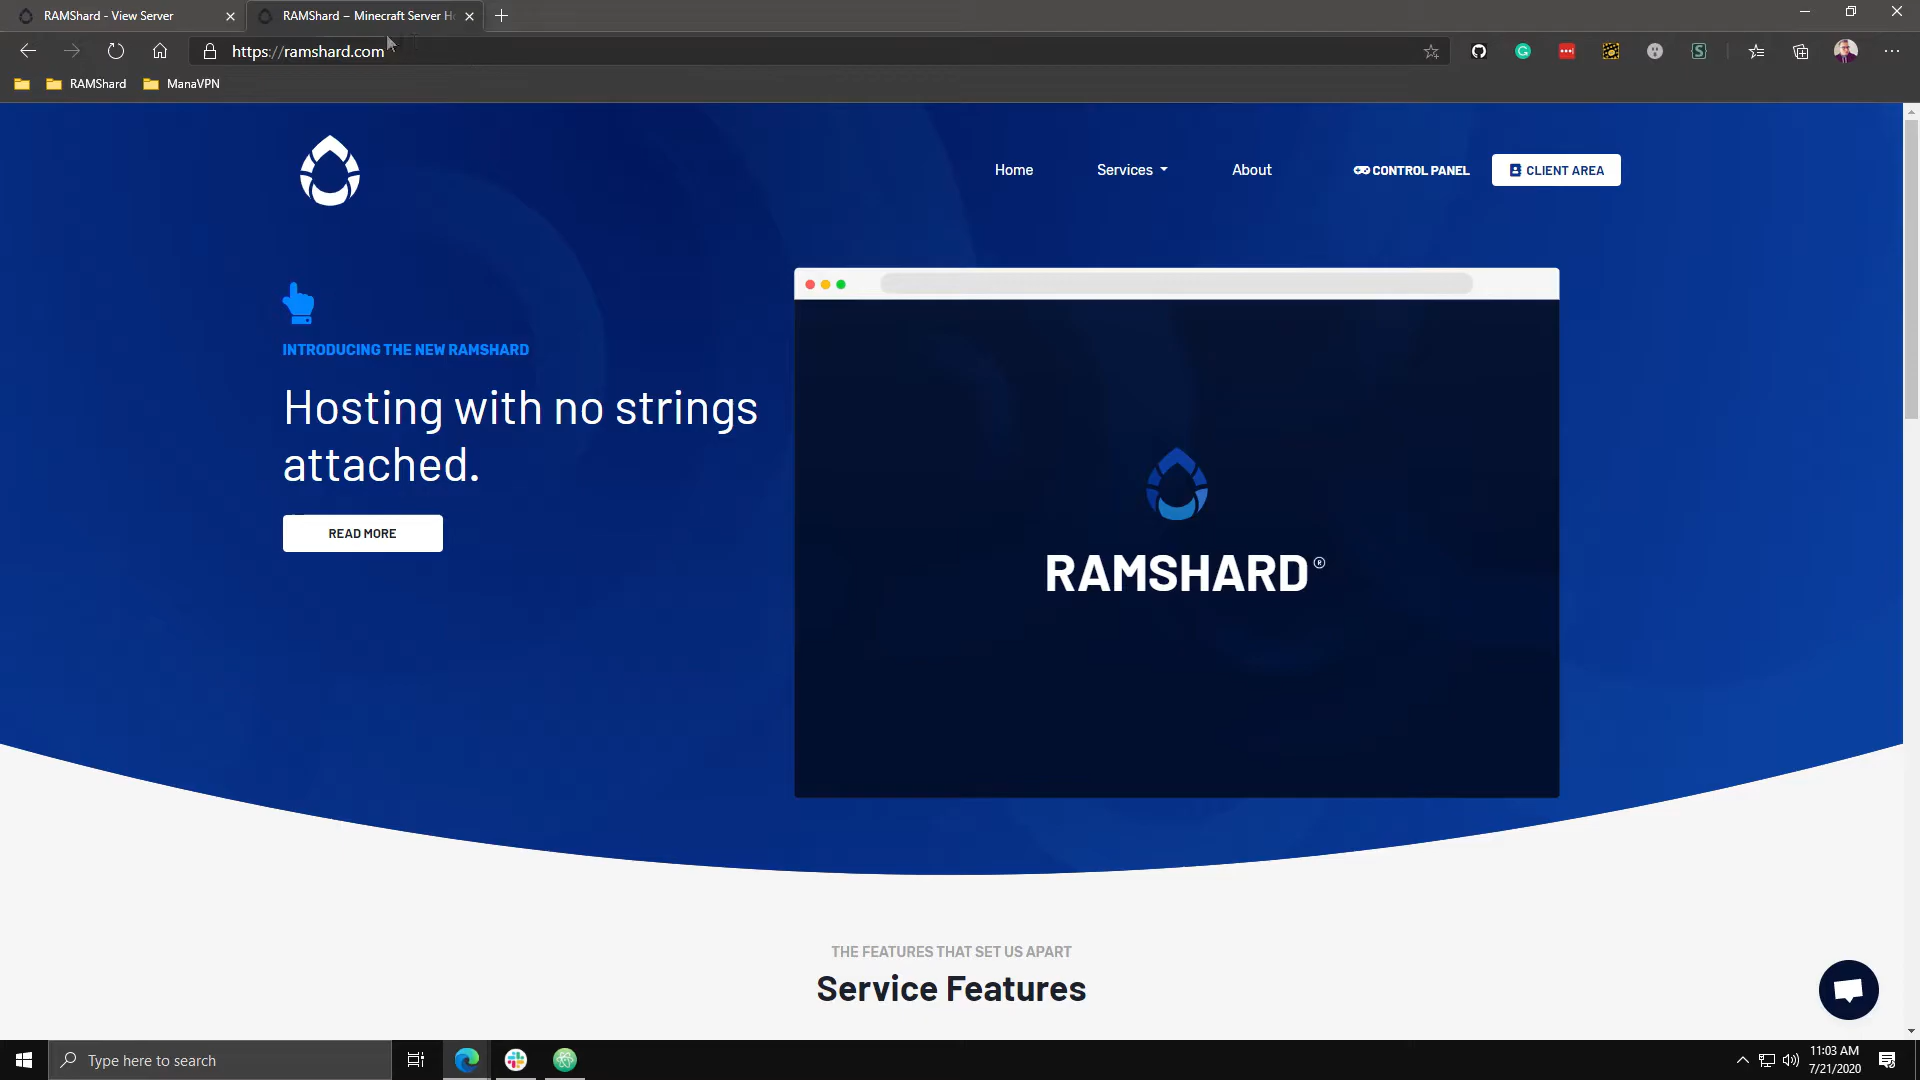 RAMShard - View Server
RAMShard – Minecraft Server H
https://ramshard.com
RAMShard
ManaVPN
Home
Services
About
CONTROL PANEL
CLIENT AREA
INTRODUCING THE NEW RAMSHARD
Hosting with no strings
attached.
READ MORE
RAMSHARD®
THE FEATURES THAT SET US APART
Service Features
Type here to search
11:03 AM
7/21/2020